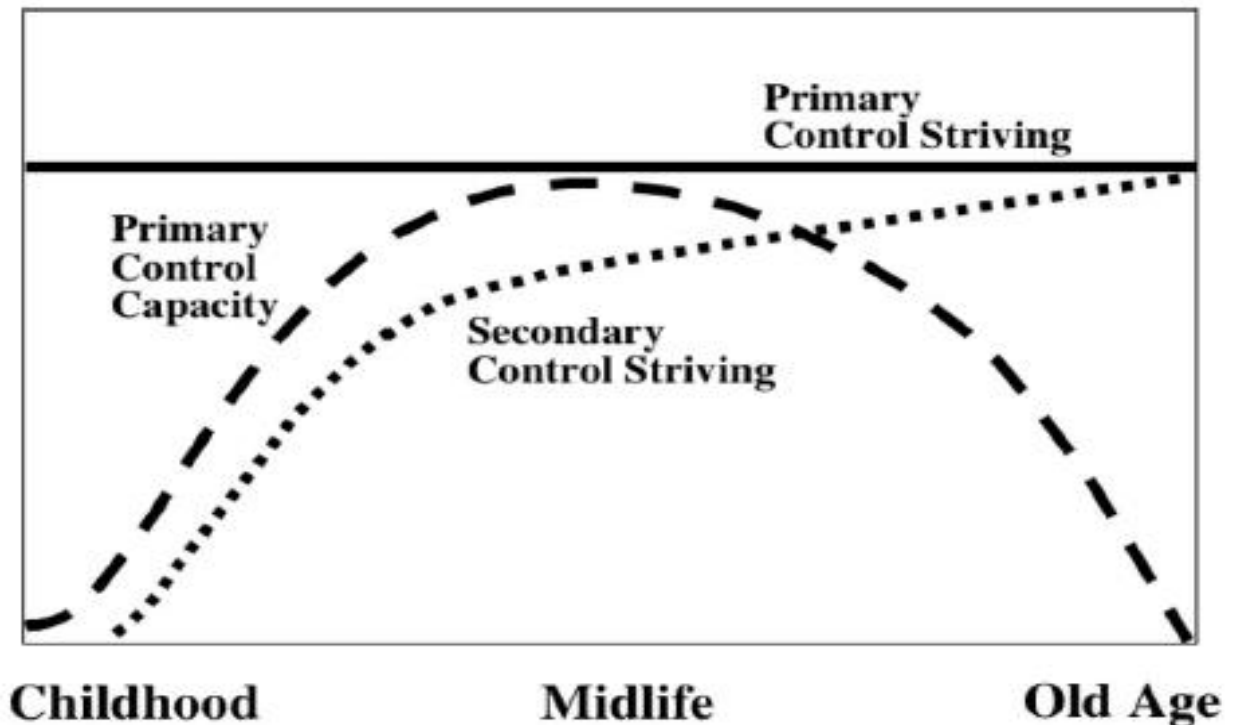 Primary
Control Striving
Primary
Control
Capacity
Secondary
Control Striving
Childhood Midlife Old Age